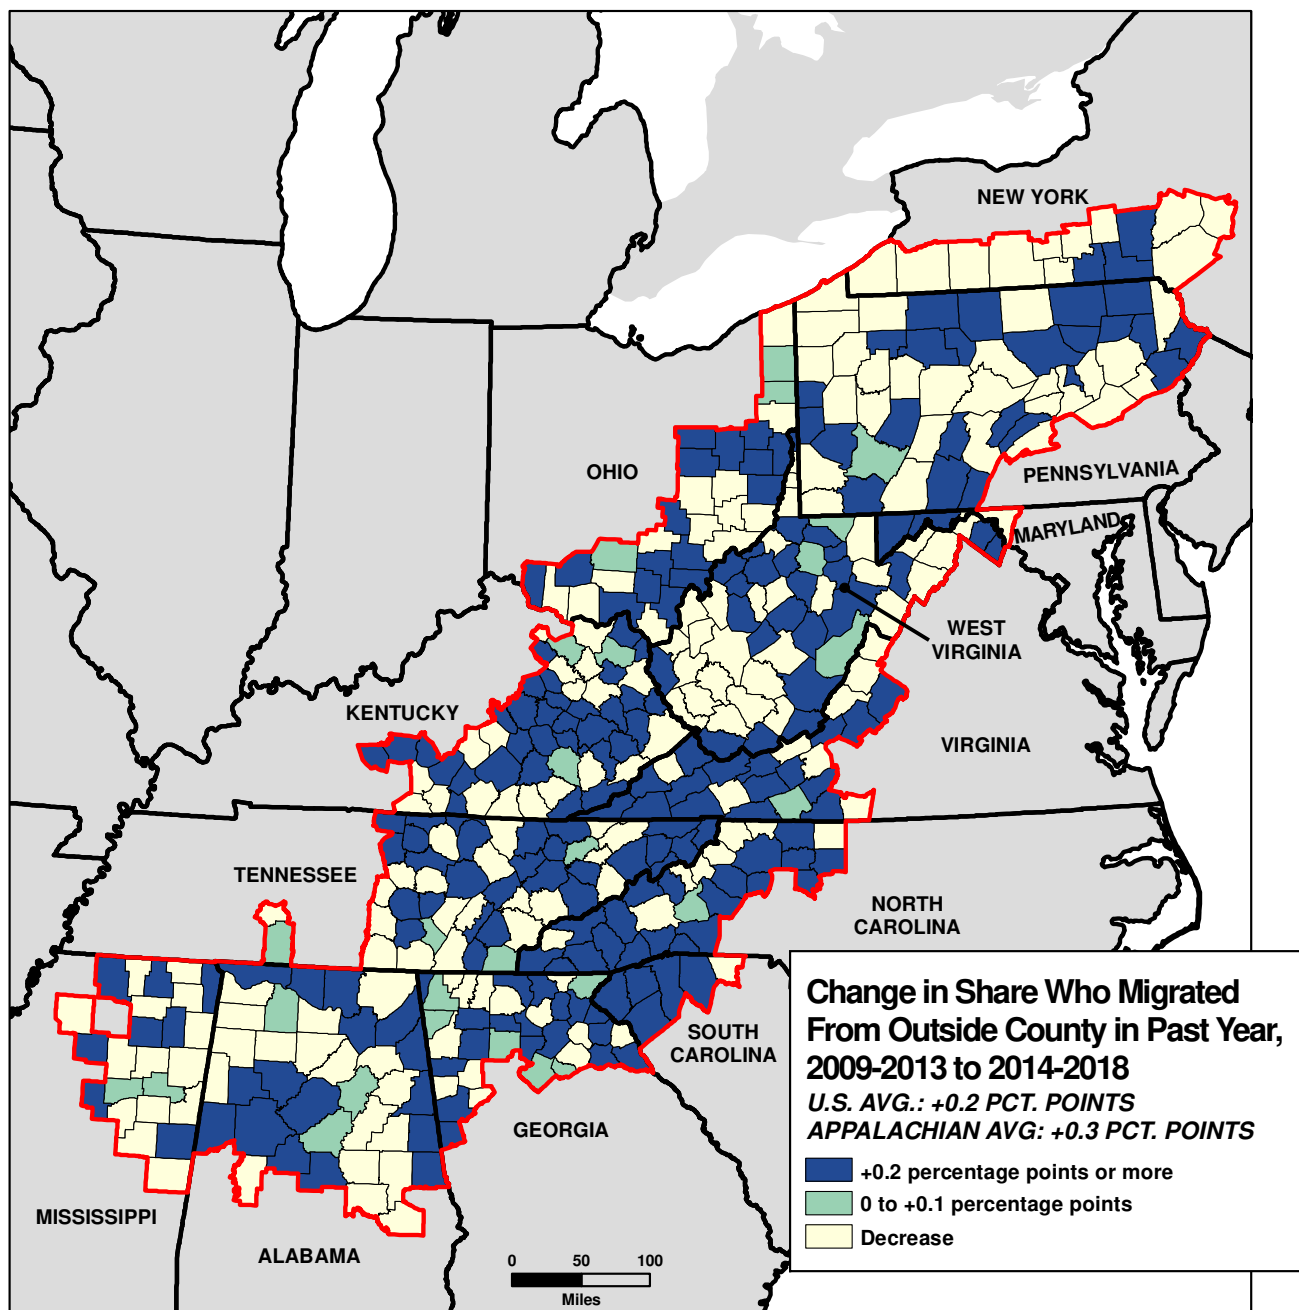 NEW YORK
OHIO
PENNSYLVANIA
MARYLAND
WEST
VIRGINIA
KENTUCKY
VIRGINIA
TENNESSEE
NORTH
CAROLINA
SOUTH
CAROLINA
GEORGIA
MISSISSIPPI
ALABAMA
0 50 100
Miles
Change in Share Who Migrated
From Outside County in Past Year,
2009-2013 to 2014-2018
U.S. AVG.: +0.2 PCT. POINTS
APPALACHIAN AVG: +0.3 PCT. POINTS
+0.2 percentage points or more
0 to +0.1 percentage points
Decrease